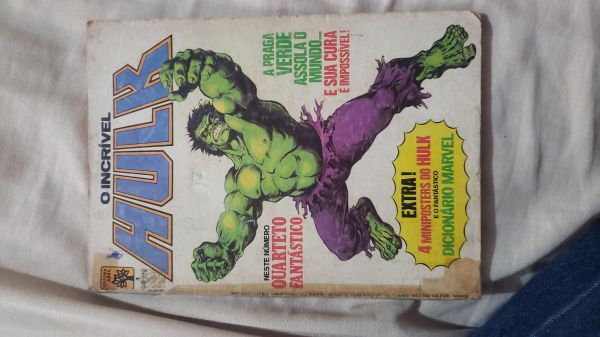 O INCRÍVEL
HULK
A PRAGA
VERDE
ASSOLA O
MUNDO...
E SUA CURA
É IMPOSSÍVEL!
NESTE NÚMERO
QUARTETO
FANTÁSTICO
EXTRA!
4 MINIPOSTERS DO HULK
E O FANTÁSTICO
DICIONÁRIO MARVEL